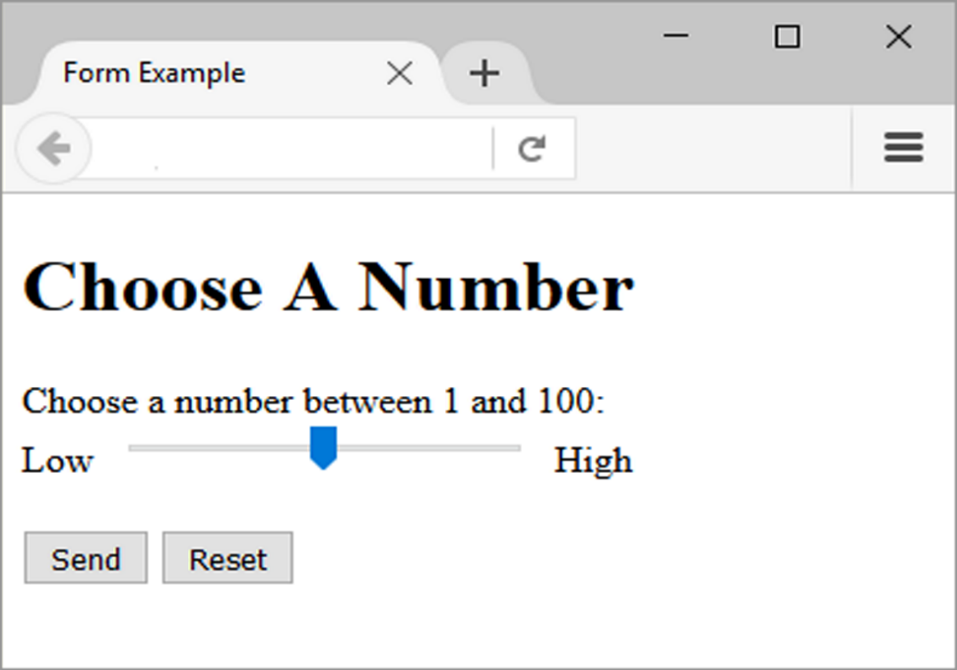 Form Example
Choose A Number
Choose a number between 1 and 100:
Low High
Send Reset